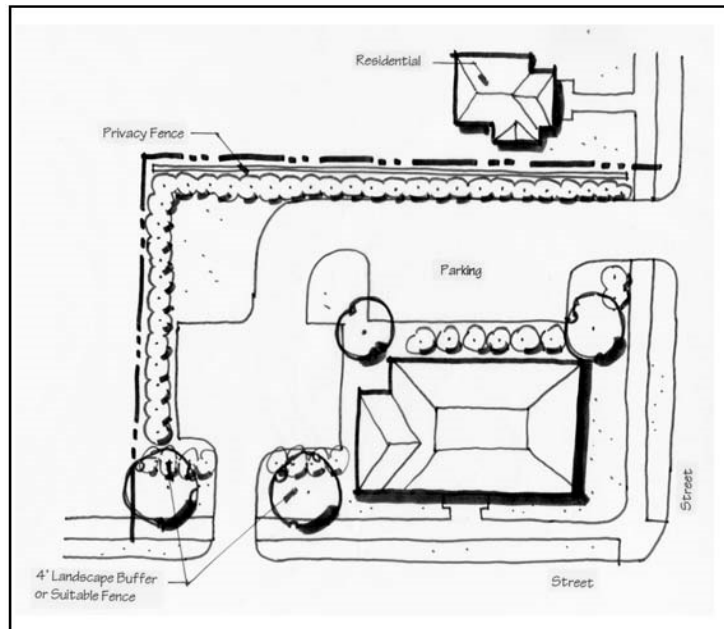 Residential
Privacy Fence
Parking
Street
4' Landscape Buffer
or Suitable Fence
Street